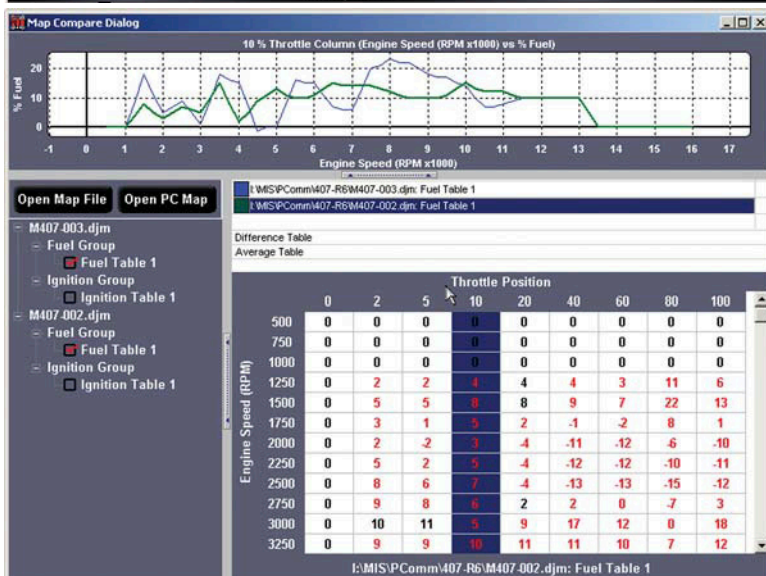 Map Compare Dialog
10 % Throttle Column (Engine Speed (RPM x1000) vs % Fuel)
% Fuel
20
10
0
-1 0 1 2 3 4 5 6 7 8 9 10 11 12 13 14 15 16 17
Engine Speed (RPM x1000)
Open Map File Open PC Map
M407-003.djm
Fuel Group
Fuel Table 1
Ignition Group
Ignition Table 1
M407-002.djm
Fuel Group
Fuel Table 1
Ignition Group
Ignition Table 1
I:\MIS\PComm\407-R6\M407-003.djm: Fuel Table 1
I:\MIS\PComm\407-R6\M407-002.djm: Fuel Table 1
Difference Table
Average Table
Throttle Position
0 2 5 10 20 40 60 80 100
Engine Speed (RPM)
500 0 0 0 0 0 0 0 0 0
750 0 0 0 0 0 0 0 0 0
1000 0 0 0 0 0 0 0 0 0
1250 0 2 2 4 4 4 3 11 6
1500 0 5 5 8 8 9 7 22 13
1750 0 3 1 5 2 -1 -2 8 1
2000 0 2 -2 3 -4 -11 -12 -6 -10
2250 0 5 2 5 -4 -12 -12 -10 -11
2500 0 8 6 7 -4 -13 -13 -15 -12
2750 0 9 8 6 2 2 0 -7 3
3000 0 10 11 5 9 17 12 0 18
3250 0 9 9 10 11 11 10 7 12
I:\MIS\PComm\407-R6\M407-002.djm: Fuel Table 1